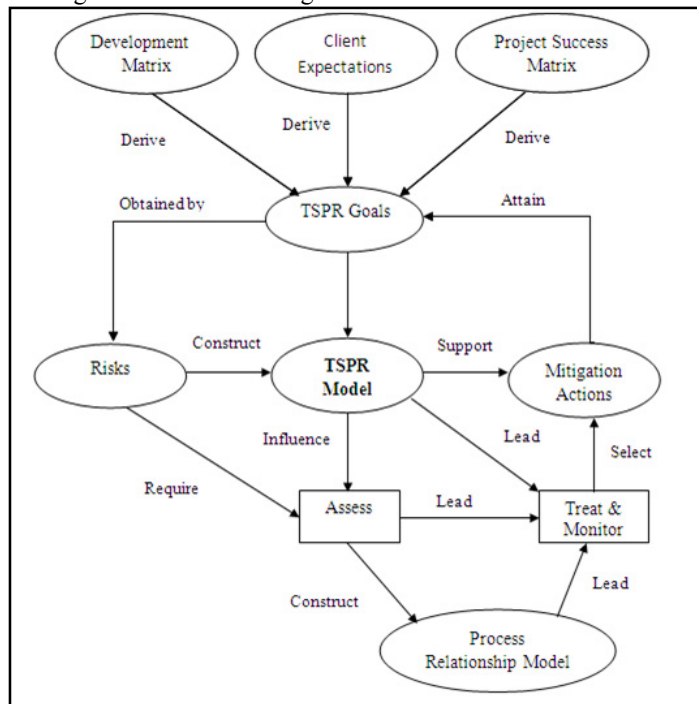 Development
Matrix
Client
Expectations
Project Success
Matrix
Derive
Derive
Derive
TSPR Goals
Obtained by
Attain
Risks
Construct
TSPR
Model
Support
Mitigation
Actions
Influence
Lead
Select
Require
Assess
Lead
Treat &
Monitor
Construct
Lead
Process
Relationship Model